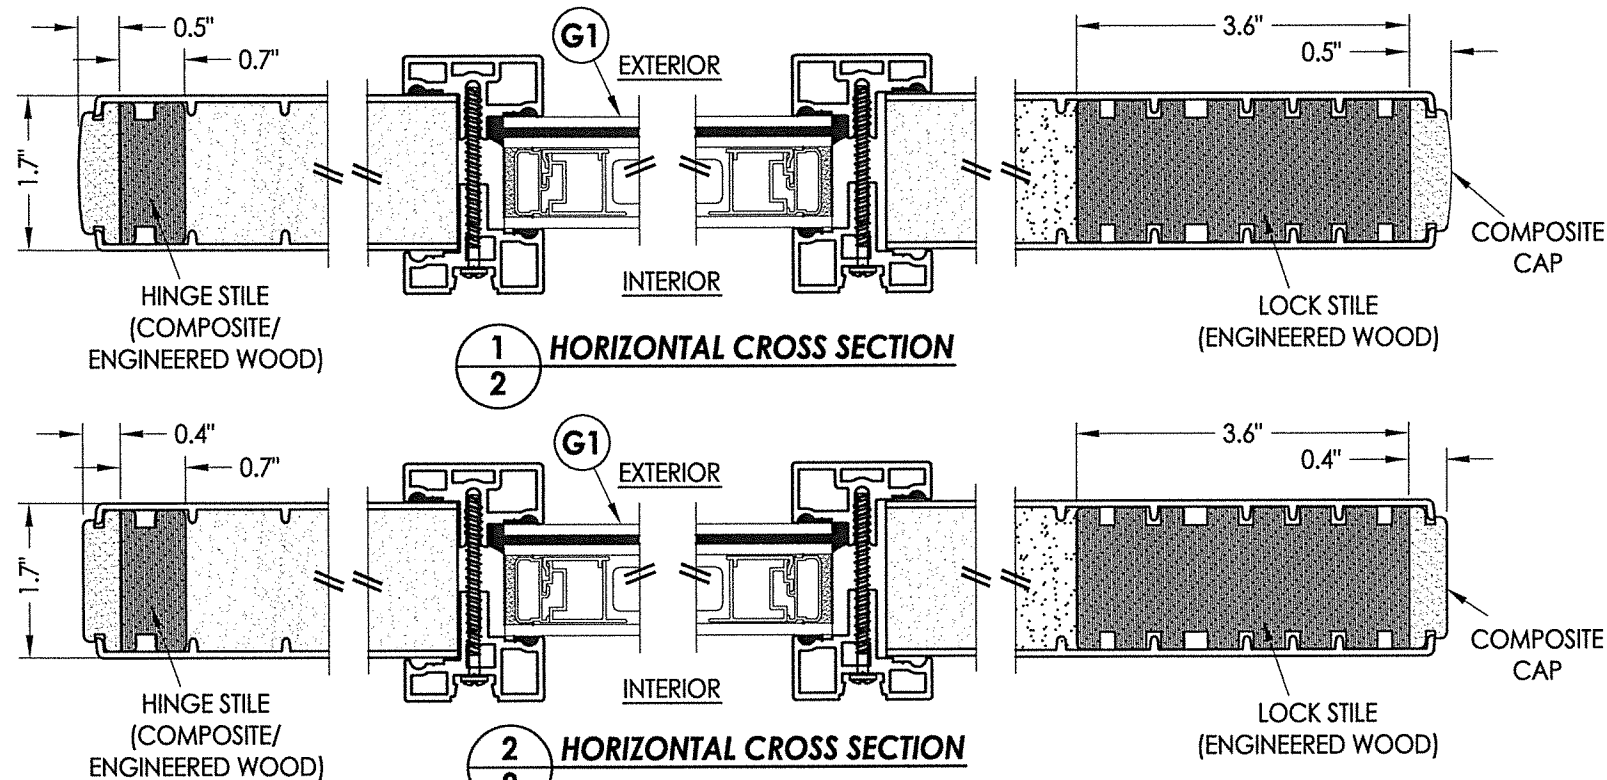 0.5"
0.7"
G1
EXTERIOR
3.6"
0.5"
1.7"
INTERIOR
HINGE STILE
(COMPOSITE/
ENGINEERED WOOD)
LOCK STILE
(ENGINEERED WOOD)
COMPOSITE
CAP
1
2
HORIZONTAL CROSS SECTION
0.4"
0.7"
G1
EXTERIOR
3.6"
0.4"
1.7"
INTERIOR
HINGE STILE
(COMPOSITE/
ENGINEERED WOOD)
LOCK STILE
(ENGINEERED WOOD)
COMPOSITE
CAP
2
HORIZONTAL CROSS SECTION